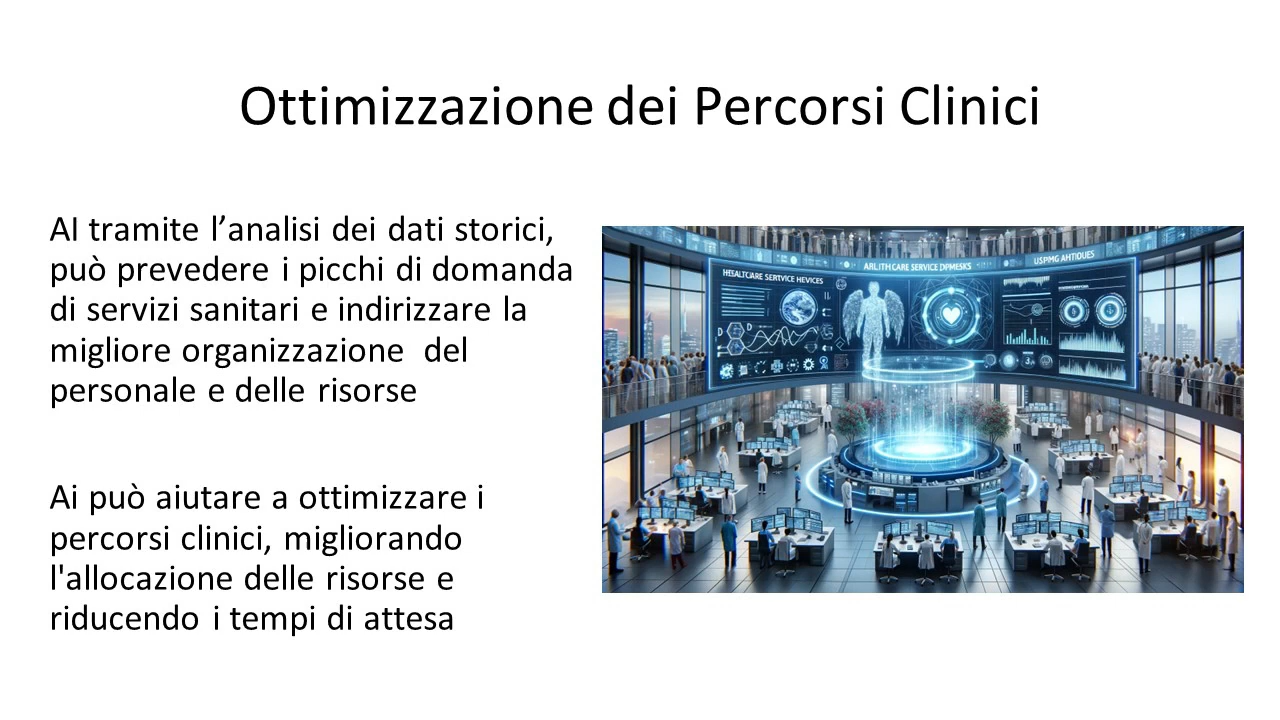 Ottimizzazione dei Percorsi Clinici
AI tramite l’analisi dei dati storici,
può prevedere i picchi di domanda
di servizi sanitari e indirizzare la
migliore organizzazione  del
personale e delle risorse
Ai può aiutare a ottimizzare i
percorsi clinici, migliorando
l'allocazione delle risorse e
riducendo i tempi di attesa